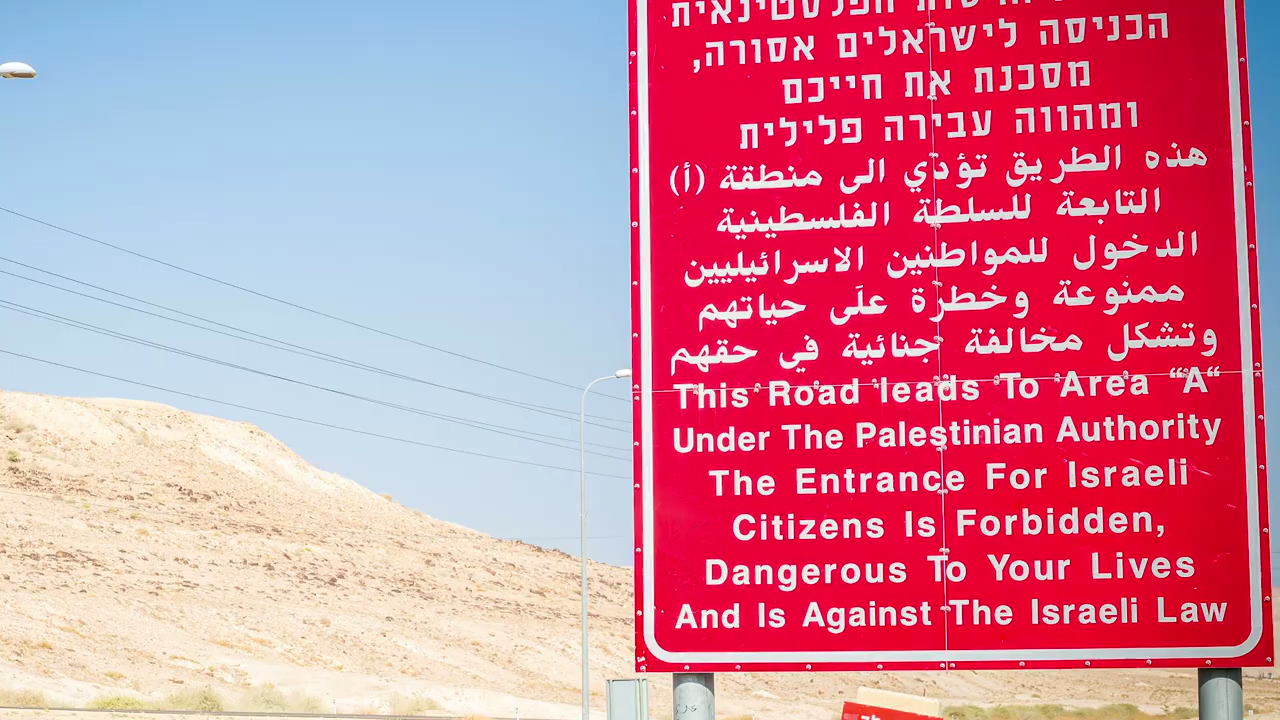 הפלסטינאית
הכניסה לישראלים אסורה,
מסכנת את חייכם
ומהווה עבירה פלילית
هذه الطريق تؤدي الى منطقة (أ)
التابعة للسلطة الفلسطينية
الدخول للمواطنين الاسرائيليين
ممنوعة وخطرة على حياتهم
وتشكل مخالفة جنائية في حقهم
This Road leads To Area “A“
Under The Palestinian Authority
The Entrance For Israeli
Citizens Is Forbidden,
Dangerous To Your Lives
And Is Against The Israeli Law